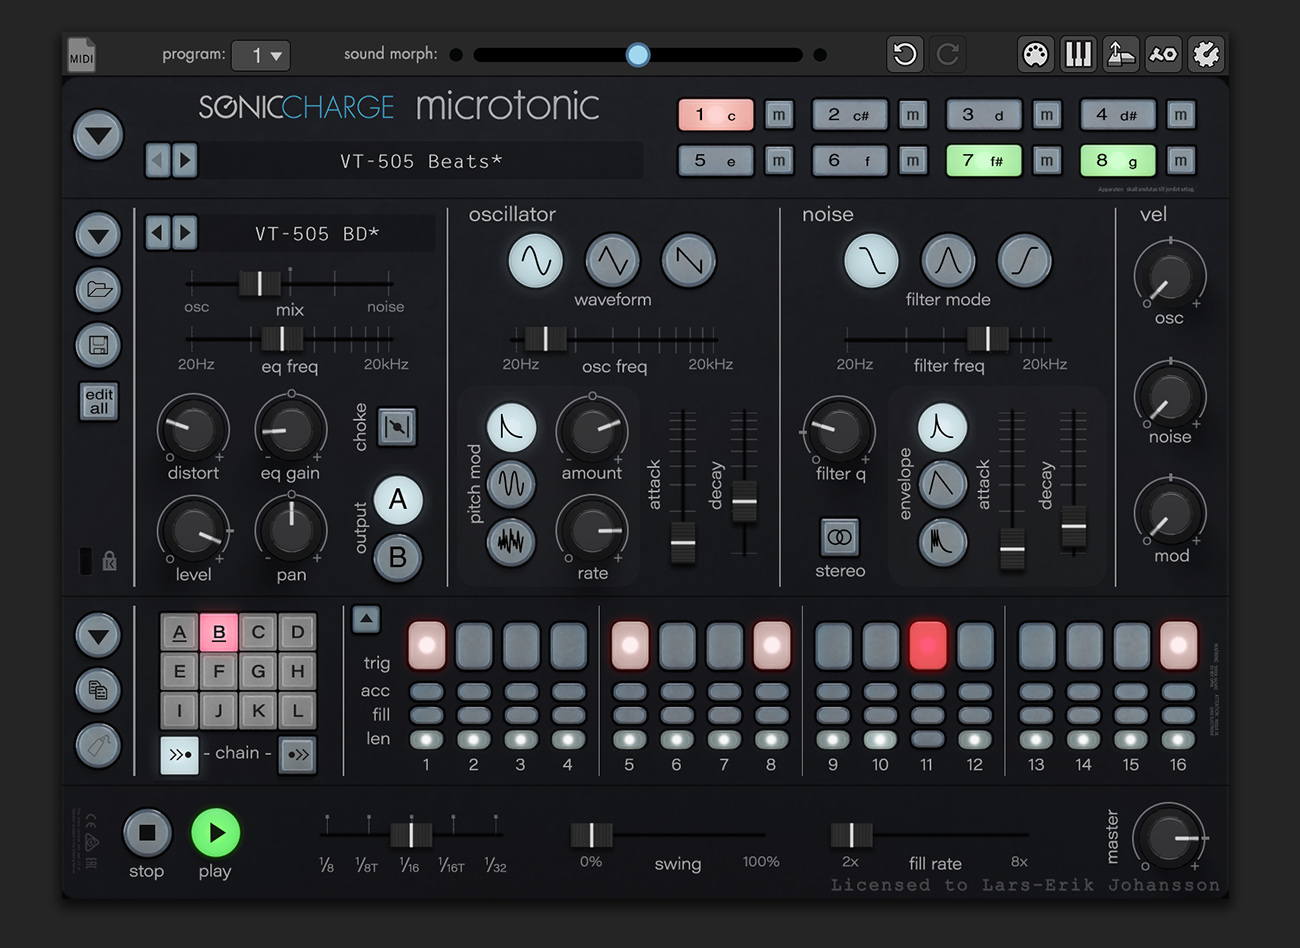 MIDI program: 1 sound morph:
SONICCHARGE microtonic
1 c m 2 c# m 3 d m 4 d# m
VT-505 Beats*
5 e m 6 f m 7 f# m 8 g m
Apparaten skall anslutas till jordat uttag
oscillator noise vel
VT-505 BD*
waveform filter mode
osc mix noise
osc
20Hz eq freq 20kHz 20Hz osc freq 20kHz 20Hz filter freq 20kHz
edit all
choke
distort eq gain
pitch mod amount attack decay
filter q envelope attack decay
noise
output A
B
level pan
rate
stereo
mod
A B C D
E F G H
I J K L
- chain -
trig
acc
fill
len
1 2 3 4 5 6 7 8 9 10 11 12 13 14 15 16
stop play
1/8 1/8T 1/16 1/16T 1/32
0% swing 100%
2x fill rate 8x
master
Licensed to Lars-Erik Johansson